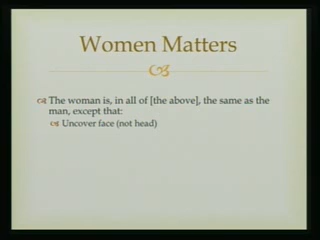 Women Matters
The woman is, in all of [the above], the same as the
man, except that:
Uncover face (not head)